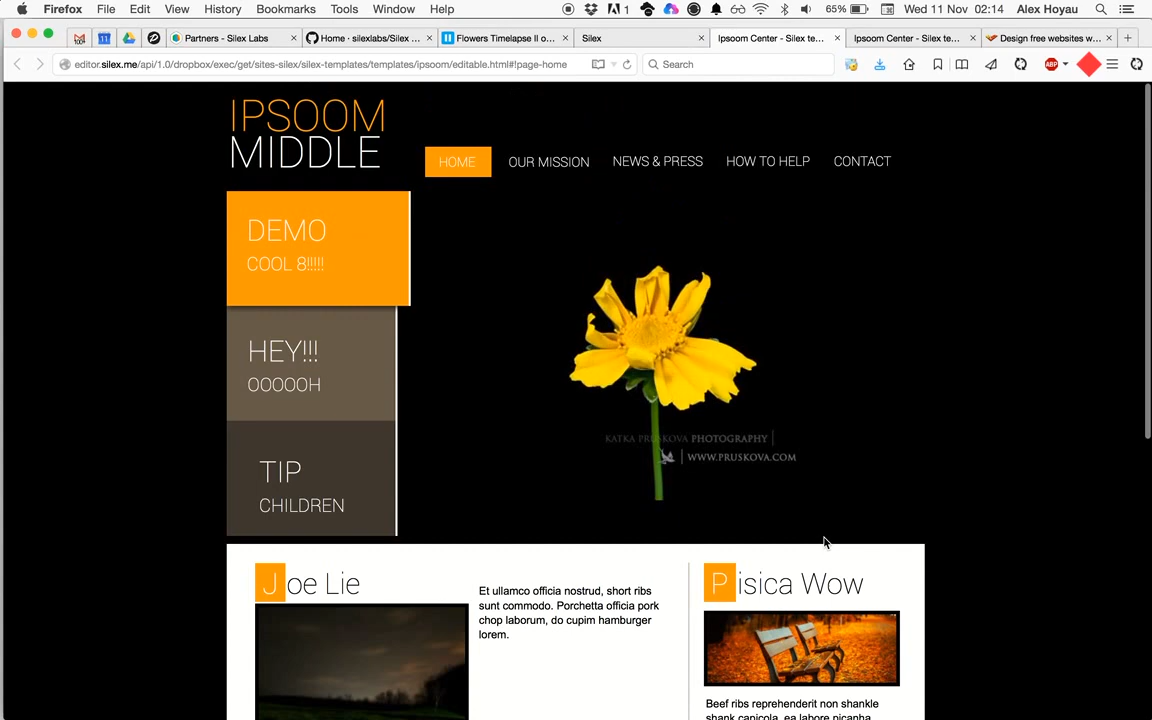 Firefox File Edit View History Bookmarks Tools Window Help 1 65% Wed 11 Nov 02:14 Alex Hoyau
Partners - Silex Labs × Home · silexlabs/Silex ... × Flowers Timelapse II o... × Silex × Ipsoom Center - Silex te... × Ipsoom Center - Silex te... × Design free websites w... × +
editor.silex.me/api/1.0/dropbox/exec/get/sites-silex/silex-templates/templates/ipsoom/editable.html#!page-home Search ABP
IPSOOM
MIDDLE
HOME OUR MISSION NEWS & PRESS HOW TO HELP CONTACT
DEMO
COOL 8!!!!!
HEY!!!
OOOOOH
TIP
CHILDREN
KATKA PRUSKOVA PHOTOGRAPHY
WWW.PRUSKOVA.COM
Joe Lie
Et ullamco officia nostrud, short ribs
sunt commodo. Porchetta officia pork
chop laborum, do cupim hamburger
lorem.
Pisica Wow
Beef ribs reprehenderit non shankle
shank capicola, ea labore picanha